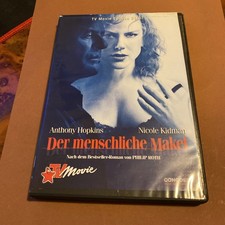 TV Movie
Anthony Hopkins
Nicole Kidman
Der menschliche Makel
Nach dem Bestseller-Roman von PHILIP ROTH
TV Movie